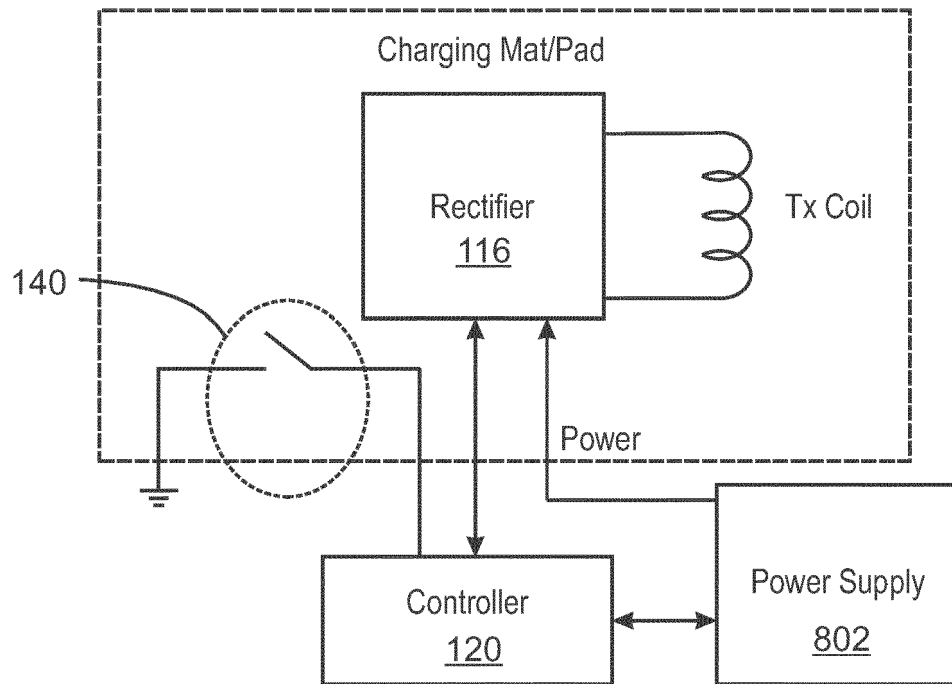 Charging Mat/Pad
Rectifier
116
Tx Coil
140
Power
Controller
120
Power Supply
802